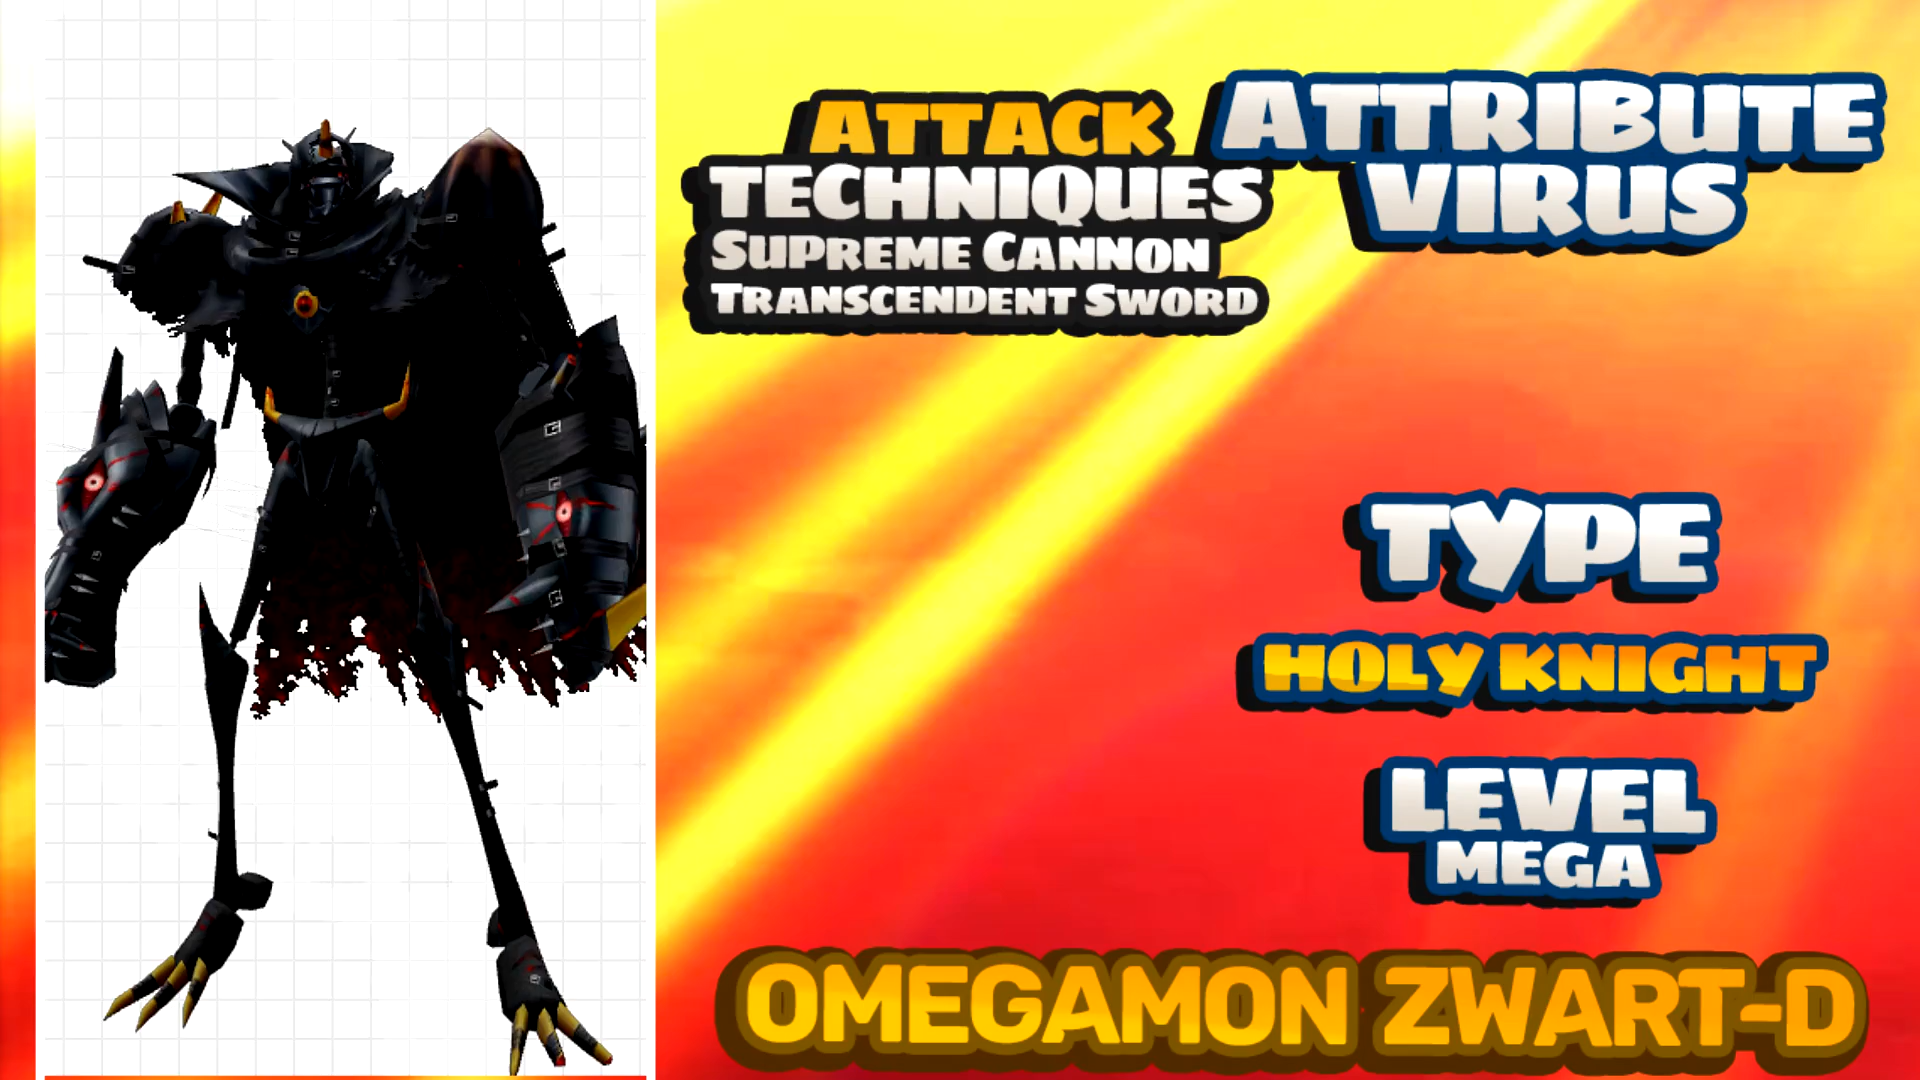 ATTACK
TECHNIQUES
SUPREME CANNON
TRANSCENDENT SWORD
ATTRIBUTE
VIRUS
TYPE
HOLY KNIGHT
LEVEL
MEGA
OMEGAMON ZWART-D